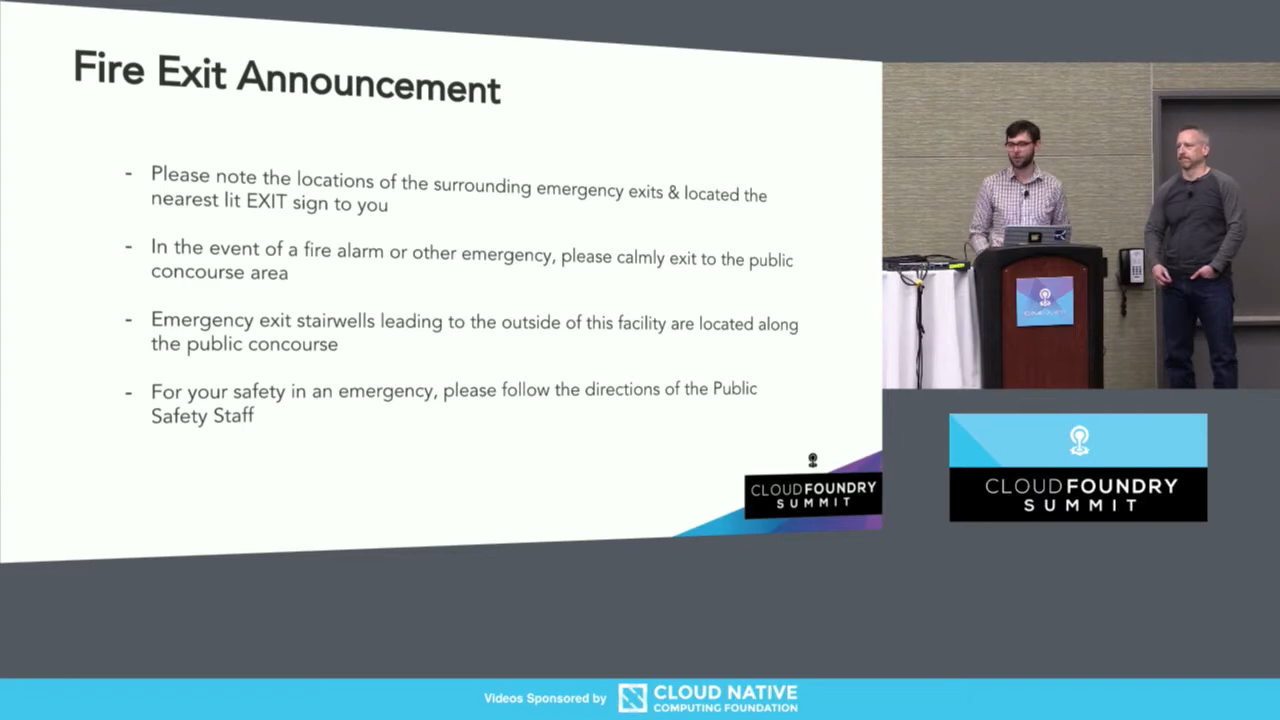 Fire Exit Announcement
- Please note the locations of the surrounding emergency exits & located the
nearest lit EXIT sign to you
- In the event of a fire alarm or other emergency, please calmly exit to the public
concourse area
- Emergency exit stairwells leading to the outside of this facility are located along
the public concourse
- For your safety in an emergency, please follow the directions of the Public
Safety Staff
CLOUDFOUNDRY
SUMMIT
CLOUDFOUNDRY
SUMMIT
Videos Sponsored by
CLOUD NATIVE
COMPUTING FOUNDATION